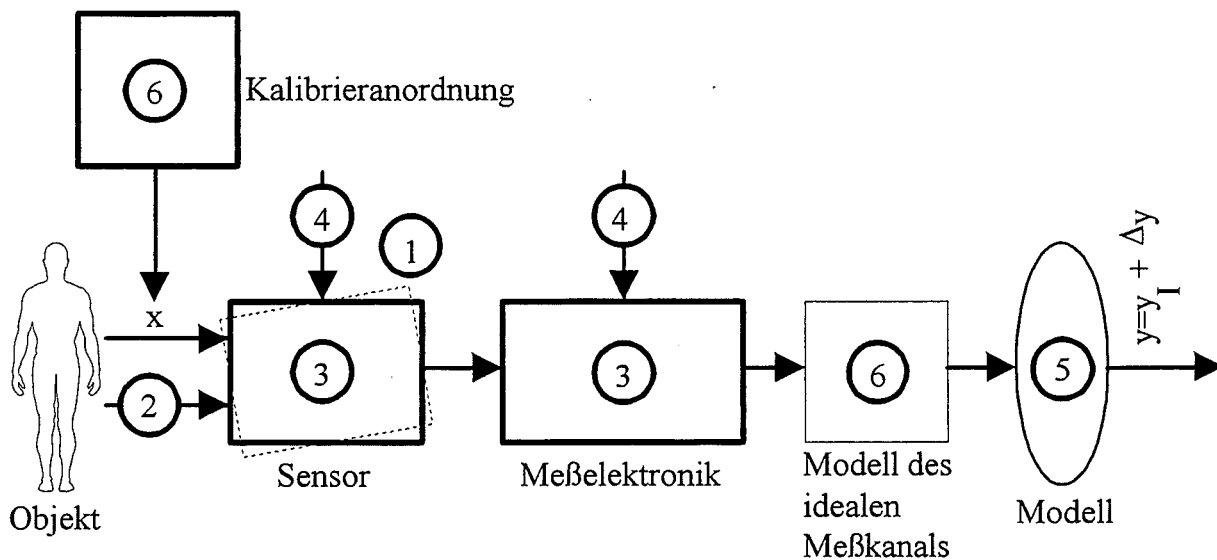 6
Kalibrieranordnung
4
4
1
x
y=y_I + Δy
3
3
6
5
2
Sensor
Meßelektronik
Modell des
idealen
Meßkanals
Modell
Objekt